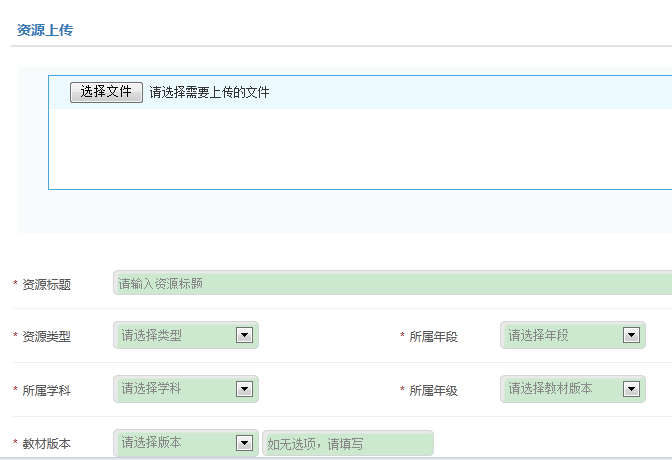 资源上传
选择文件 请选择需要上传的文件
* 资源标题 请输入资源标题
* 资源类型 请选择类型 * 所属年段 请选择年段
* 所属学科 请选择学科 * 所属年级 请选择教材版本
* 教材版本 请选择版本 如无选项，请填写